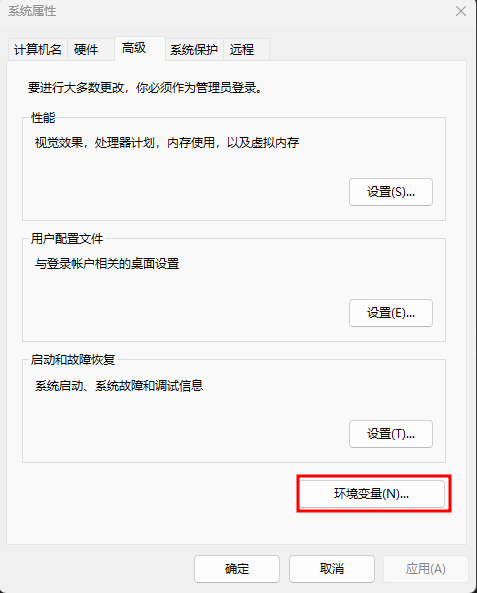 系统属性
计算机名 硬件 高级 系统保护 远程
要进行大多数更改，你必须作为管理员登录。
性能
视觉效果，处理器计划，内存使用，以及虚拟内存
设置(S)...
用户配置文件
与登录帐户相关的桌面设置
设置(E)...
启动和故障恢复
系统启动、系统故障和调试信息
设置(T)...
环境变量(N)...
确定 取消 应用(A)